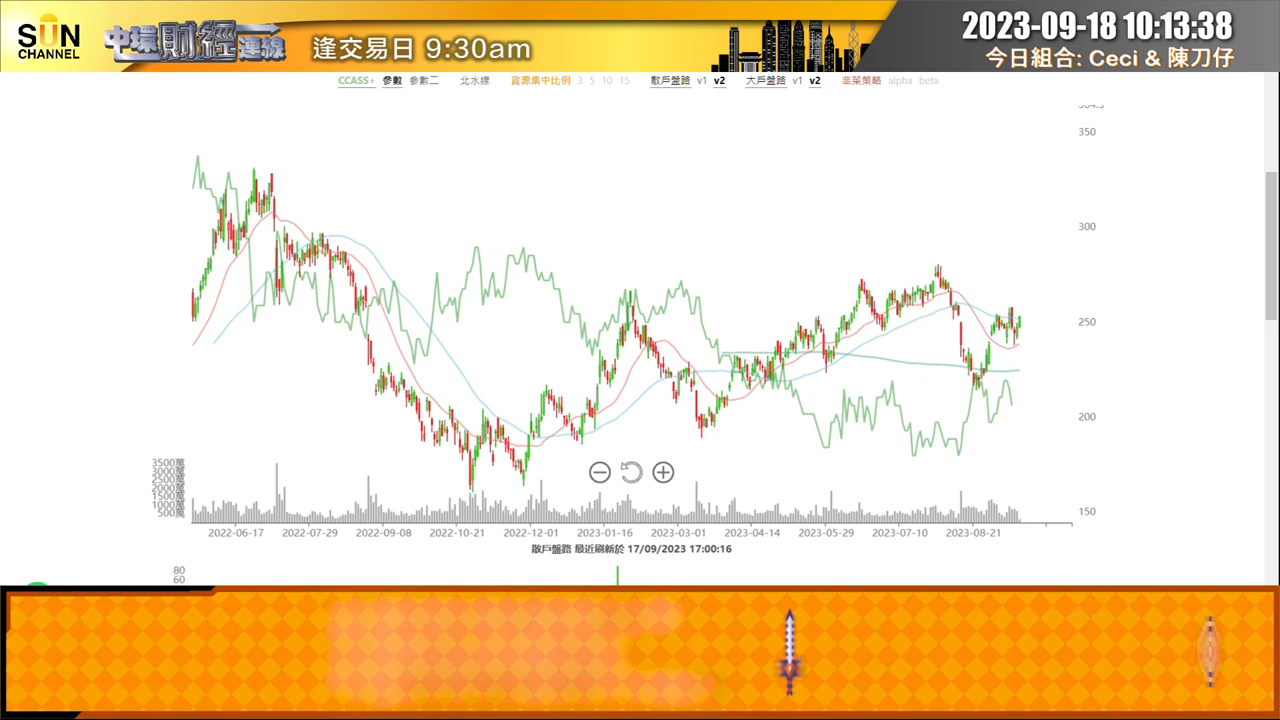 SUN
CHANNEL
中環財經連線
逢交易日 9:30am
2023-09-18 10:13:38
今日組合: Ceci & 陳刀仔
CCASS+ 參數 參數二 北水線 貨源集中比例 3 5 10 15 散戶盤路 v1 v2 大戶盤路 v1 v2 韭菜策略 alpha beta
350
300
250
200
150
3500萬
3000萬
2500萬
2000萬
1500萬
1000萬
500萬
2022-06-17 2022-07-29 2022-09-08 2022-10-21 2022-12-01 2023-01-16 2023-03-01 2023-04-14 2023-05-29 2023-07-10 2023-08-21
散戶盤路 最近刷新於 17/09/2023 17:00:16
80
60